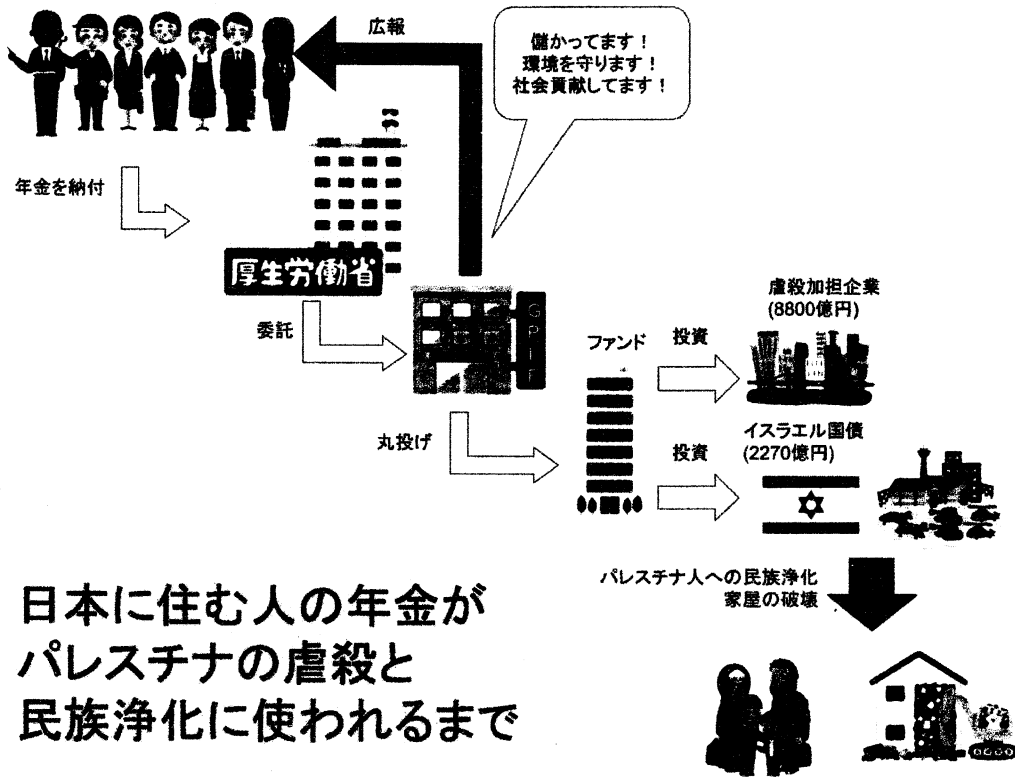 広報
儲かってます！
環境を守ります！
社会貢献してます！
年金を納付
厚生労働省
委託
GPIF
丸投げ
ファンド
投資
虐殺加担企業
(8800億円)
投資
イスラエル国債
(2270億円)
パレスチナ人への民族浄化
家屋の破壊
日本に住む人の年金が
パレスチナの虐殺と
民族浄化に使われるまで